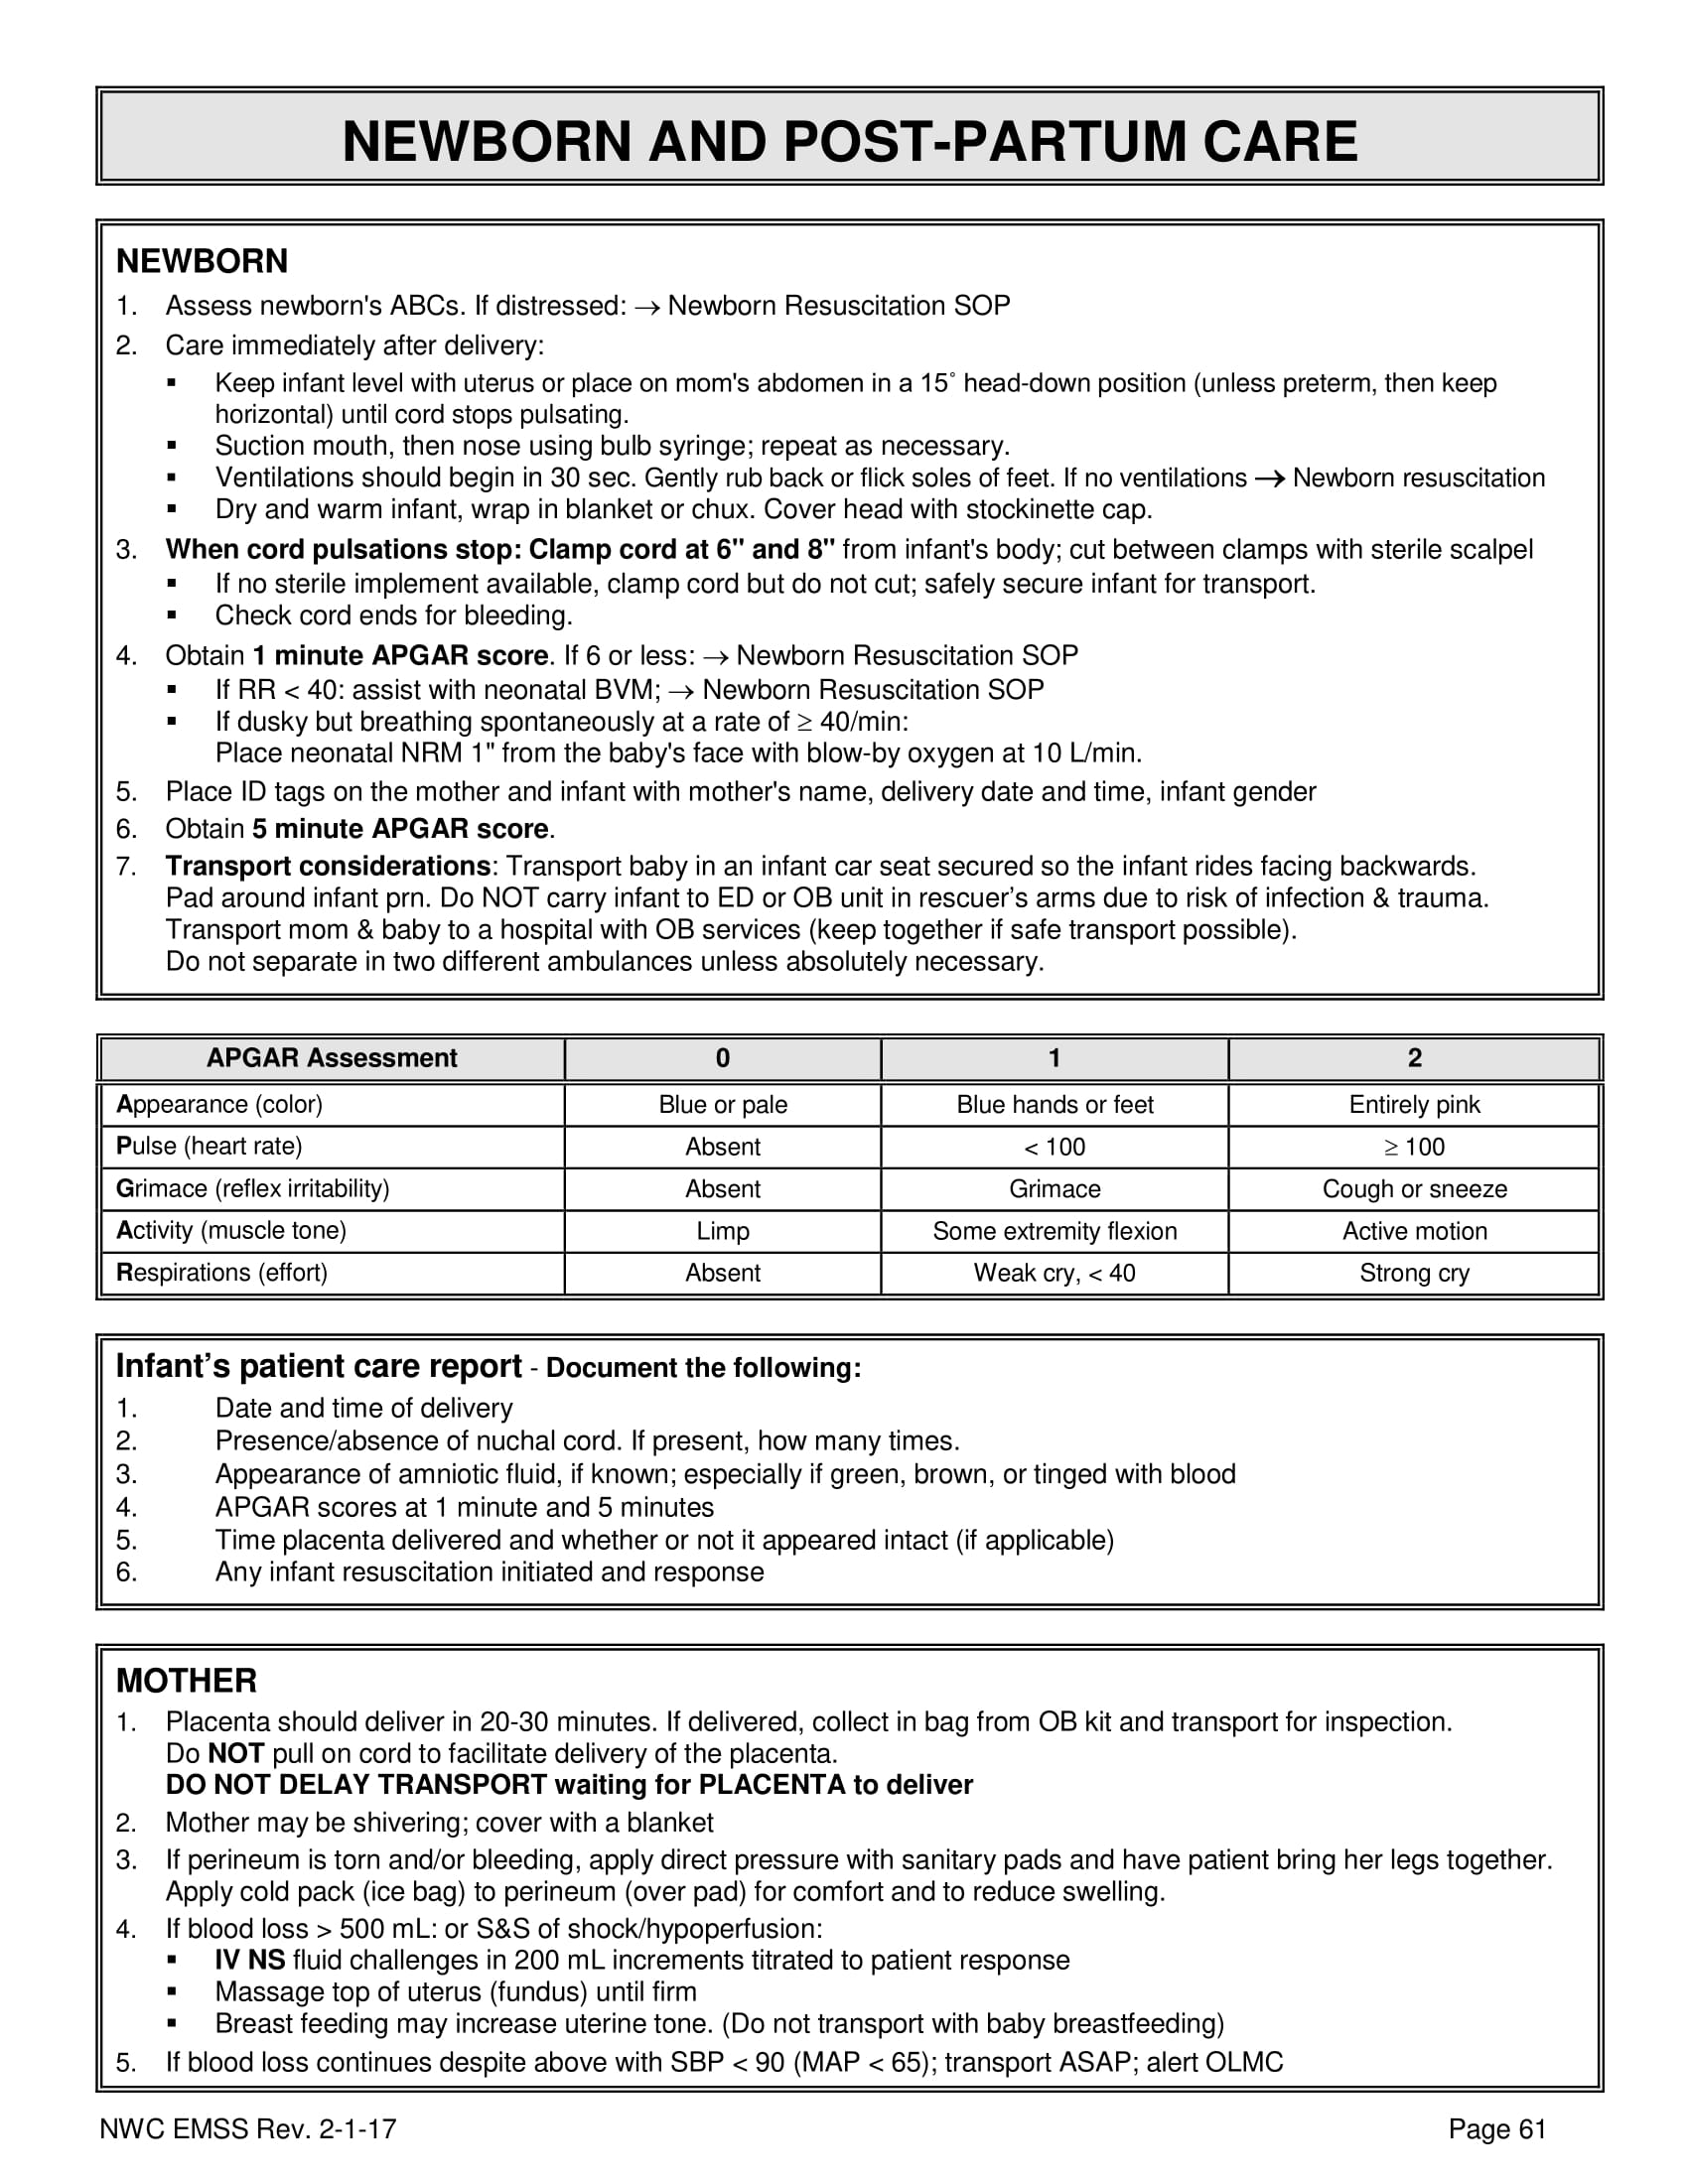 NEWBORN AND POST-PARTUM CARE
NEWBORN
1. Assess newborn's ABCs. If distressed: → Newborn Resuscitation SOP
2. Care immediately after delivery:
▪ Keep infant level with uterus or place on mom's abdomen in a 15˚ head-down position (unless preterm, then keep
horizontal) until cord stops pulsating.
▪ Suction mouth, then nose using bulb syringe; repeat as necessary.
▪ Ventilations should begin in 30 sec. Gently rub back or flick soles of feet. If no ventilations → Newborn resuscitation
▪ Dry and warm infant, wrap in blanket or chux. Cover head with stockinette cap.
3. When cord pulsations stop: Clamp cord at 6" and 8" from infant's body; cut between clamps with sterile scalpel
▪ If no sterile implement available, clamp cord but do not cut; safely secure infant for transport.
▪ Check cord ends for bleeding.
4. Obtain 1 minute APGAR score. If 6 or less: → Newborn Resuscitation SOP
▪ If RR < 40: assist with neonatal BVM; → Newborn Resuscitation SOP
▪ If dusky but breathing spontaneously at a rate of ≥ 40/min:
Place neonatal NRM 1" from the baby's face with blow-by oxygen at 10 L/min.
5. Place ID tags on the mother and infant with mother's name, delivery date and time, infant gender
6. Obtain 5 minute APGAR score.
7. Transport considerations: Transport baby in an infant car seat secured so the infant rides facing backwards.
Pad around infant prn. Do NOT carry infant to ED or OB unit in rescuer’s arms due to risk of infection & trauma.
Transport mom & baby to a hospital with OB services (keep together if safe transport possible).
Do not separate in two different ambulances unless absolutely necessary.
APGAR Assessment 0 1 2
Appearance (color) Blue or pale Blue hands or feet Entirely pink
Pulse (heart rate) Absent < 100 ≥ 100
Grimace (reflex irritability) Absent Grimace Cough or sneeze
Activity (muscle tone) Limp Some extremity flexion Active motion
Respirations (effort) Absent Weak cry, < 40 Strong cry
Infant’s patient care report - Document the following:
1. Date and time of delivery
2. Presence/absence of nuchal cord. If present, how many times.
3. Appearance of amniotic fluid, if known; especially if green, brown, or tinged with blood
4. APGAR scores at 1 minute and 5 minutes
5. Time placenta delivered and whether or not it appeared intact (if applicable)
6. Any infant resuscitation initiated and response
MOTHER
1. Placenta should deliver in 20-30 minutes. If delivered, collect in bag from OB kit and transport for inspection.
Do NOT pull on cord to facilitate delivery of the placenta.
DO NOT DELAY TRANSPORT waiting for PLACENTA to deliver
2. Mother may be shivering; cover with a blanket
3. If perineum is torn and/or bleeding, apply direct pressure with sanitary pads and have patient bring her legs together.
Apply cold pack (ice bag) to perineum (over pad) for comfort and to reduce swelling.
4. If blood loss > 500 mL: or S&S of shock/hypoperfusion:
▪ IV NS fluid challenges in 200 mL increments titrated to patient response
▪ Massage top of uterus (fundus) until firm
▪ Breast feeding may increase uterine tone. (Do not transport with baby breastfeeding)
5. If blood loss continues despite above with SBP < 90 (MAP < 65); transport ASAP; alert OLMC
NWC EMSS Rev. 2-1-17 Page 61